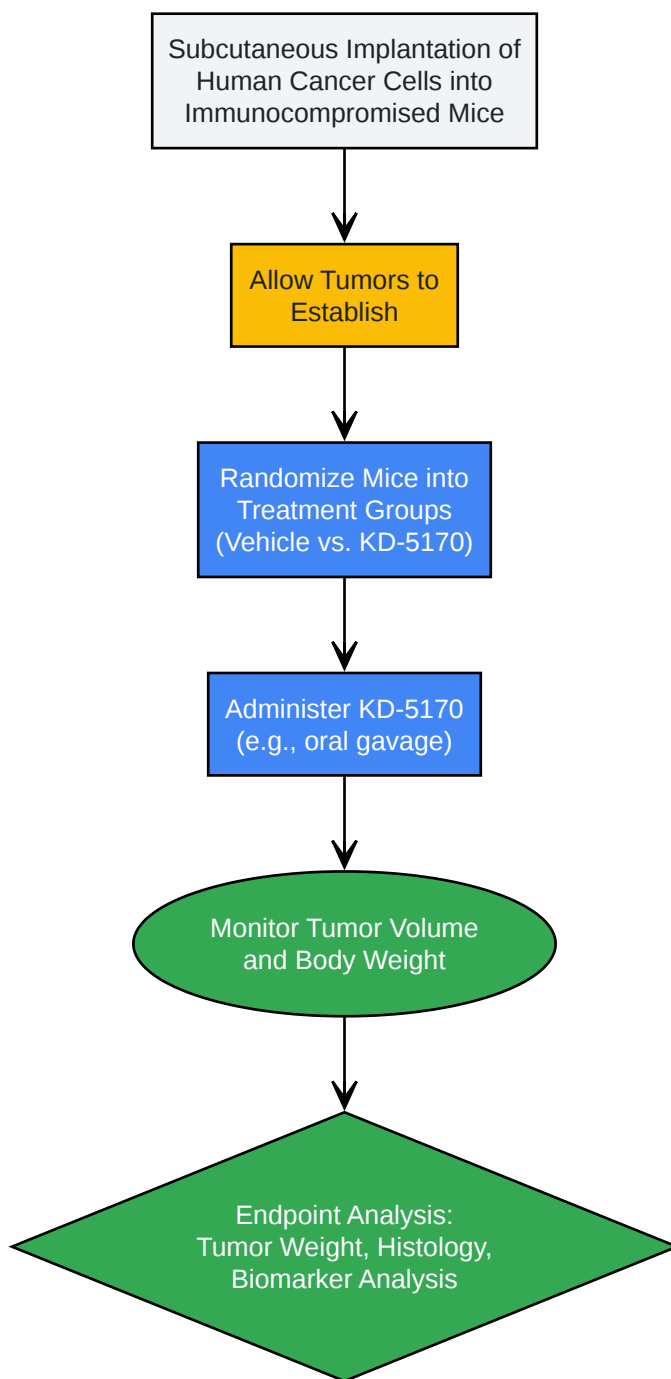 Subcutaneous Implantation of
Human Cancer Cells into
Immunocompromised Mice
Allow Tumors to
Establish
Randomize Mice into
Treatment Groups
(Vehicle vs. KD-5170)
Administer KD-5170
(e.g., oral gavage)
Monitor Tumor Volume
and Body Weight
Endpoint Analysis:
Tumor Weight, Histology,
Biomarker Analysis